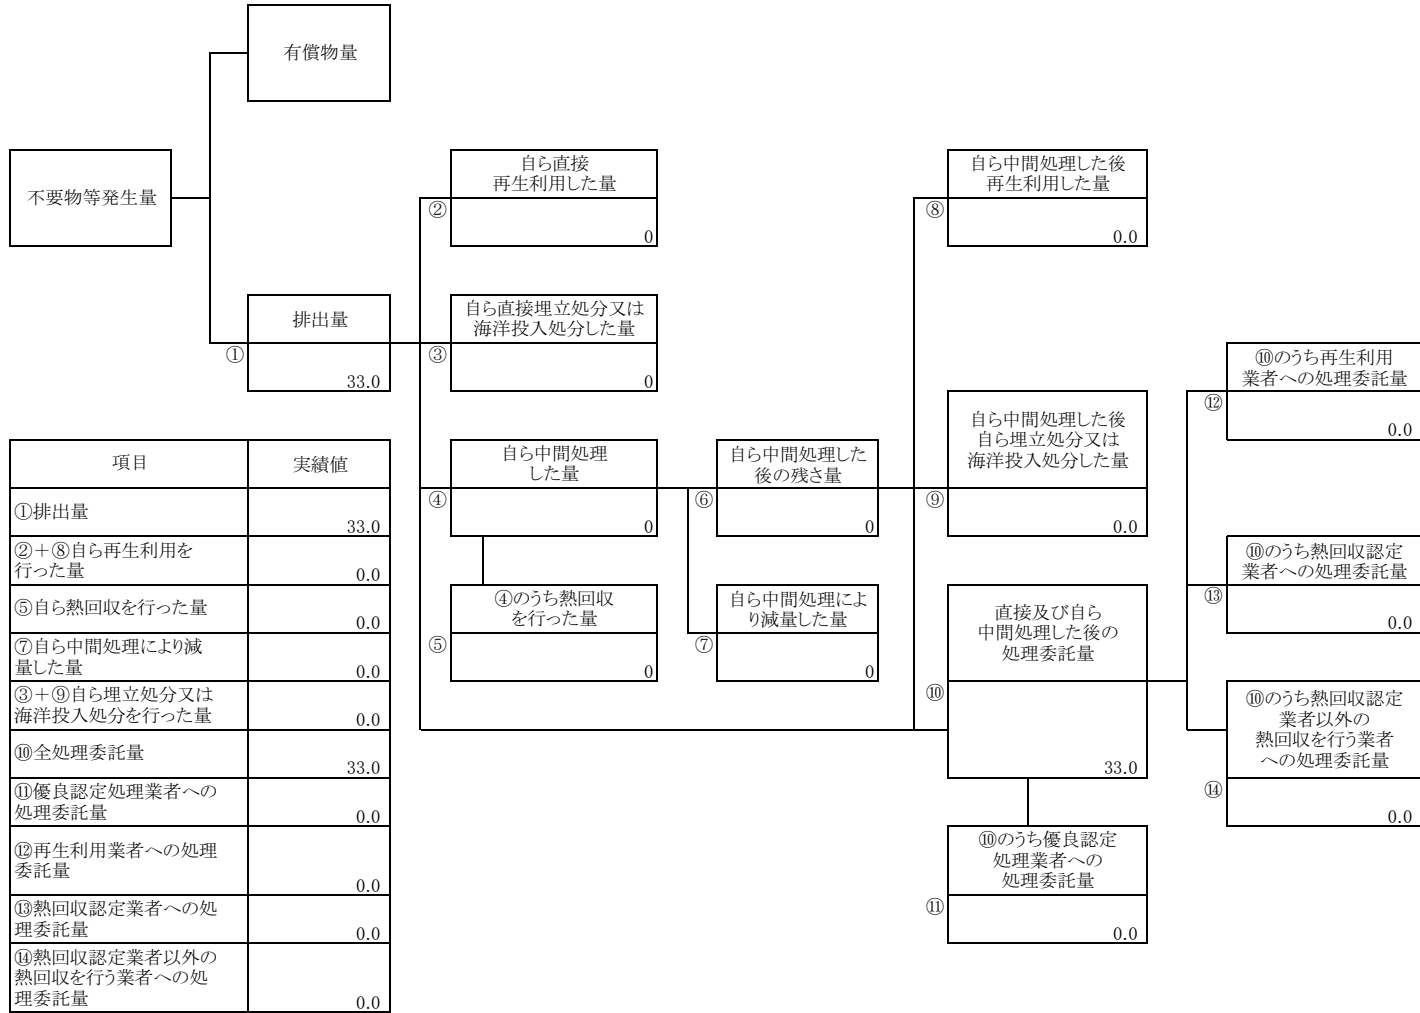 有償物量
不要物等発生量
自ら直接
再生利用した量
②
0
自ら中間処理した後
再生利用した量
⑧
0.0
排出量
①
33.0
自ら直接埋立処分又は
海洋投入処分した量
③
0
⑩のうち再生利用
業者への処理委託量
⑫
0.0
自ら中間処理
した量
④
0
自ら中間処理した
後の残さ量
⑥
0
自ら中間処理した後
自ら埋立処分又は
海洋投入処分した量
⑨
0.0
⑩のうち熱回収認定
業者への処理委託量
⑬
0.0
④のうち熱回収
を行った量
⑤
0
自ら中間処理によ
り減量した量
⑦
0
直接及び自ら
中間処理した後の
処理委託量
⑩
33.0
⑩のうち熱回収認定
業者以外の
熱回収を行う業者
への処理委託量
⑭
0.0
⑩のうち優良認定
処理業者への
処理委託量
⑪
0.0
項目
実績値
①排出量
33.0
②＋⑧自ら再生利用を
行った量
0.0
⑤自ら熱回収を行った量
0.0
⑦自ら中間処理により減
量した量
0.0
③＋⑨自ら埋立処分又は
海洋投入処分を行った量
0.0
⑩全処理委託量
33.0
⑪優良認定処理業者への
処理委託量
0.0
⑫再生利用業者への処理
委託量
0.0
⑬熱回収認定業者への処
理委託量
0.0
⑭熱回収認定業者以外の
熱回収を行う業者への処
理委託量
0.0